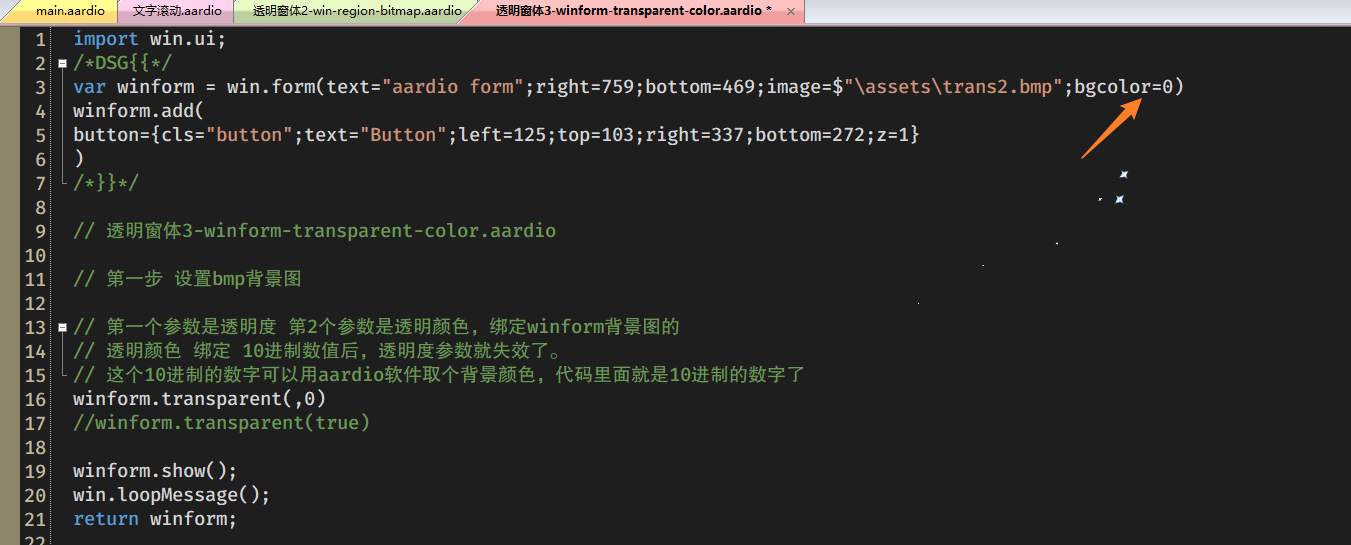 main.aardio 文字滚动.aardio 透明窗体2-win-region-bitmap.aardio 透明窗体3-winform-transparent-color.aardio *
1 import win.ui;
2 /*DSG{{*/
3 var winform = win.form(text="aardio form";right=759;bottom=469;image=$"\assets\trans2.bmp";bgcolor=0)
4 winform.add(
5 button={cls="button";text="Button";left=125;top=103;right=337;bottom=272;z=1}
6 )
7 /*}}*/
8
9 // 透明窗体3-winform-transparent-color.aardio
10
11 // 第一步 设置bmp背景图
12
13 // 第一个参数是透明度 第2个参数是透明颜色，绑定winform背景图的
14 // 透明颜色 绑定 10进制数值后，透明度参数就失效了。
15 // 这个10进制的数字可以用aardio软件取个背景颜色，代码里面就是10进制的数字了
16 winform.transparent(,0)
17 //winform.transparent(true)
18
19 winform.show();
20 win.loopMessage();
21 return winform;
22